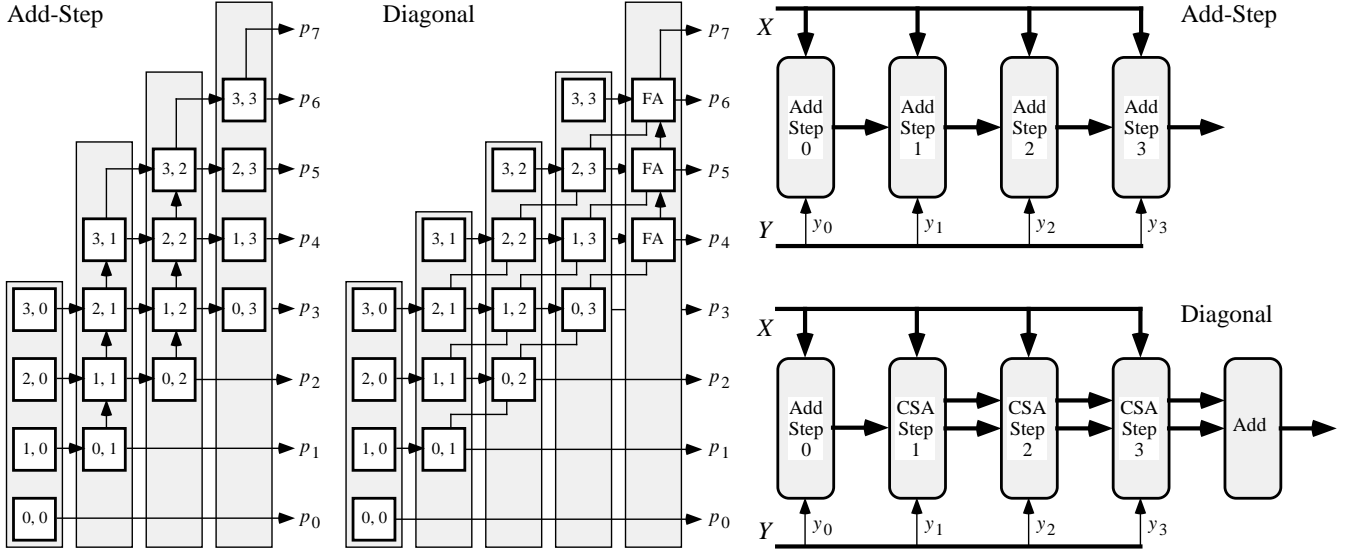 Add-Step
p7
3, 3
p6
3, 2
2, 3
p5
3, 1
2, 2
1, 3
p4
3, 0
2, 1
1, 2
0, 3
p3
2, 0
1, 1
0, 2
p2
1, 0
0, 1
p1
0, 0
p0
Diagonal
p7
3, 3
FA
p6
3, 2
2, 3
FA
p5
3, 1
2, 2
1, 3
FA
p4
3, 0
2, 1
1, 2
0, 3
p3
2, 0
1, 1
0, 2
p2
1, 0
0, 1
p1
0, 0
p0
X
Add-Step
Add
Step
0
Add
Step
1
Add
Step
2
Add
Step
3
Y
y0
y1
y2
y3
X
Diagonal
Add
Step
0
CSA
Step
1
CSA
Step
2
CSA
Step
3
Add
Y
y0
y1
y2
y3